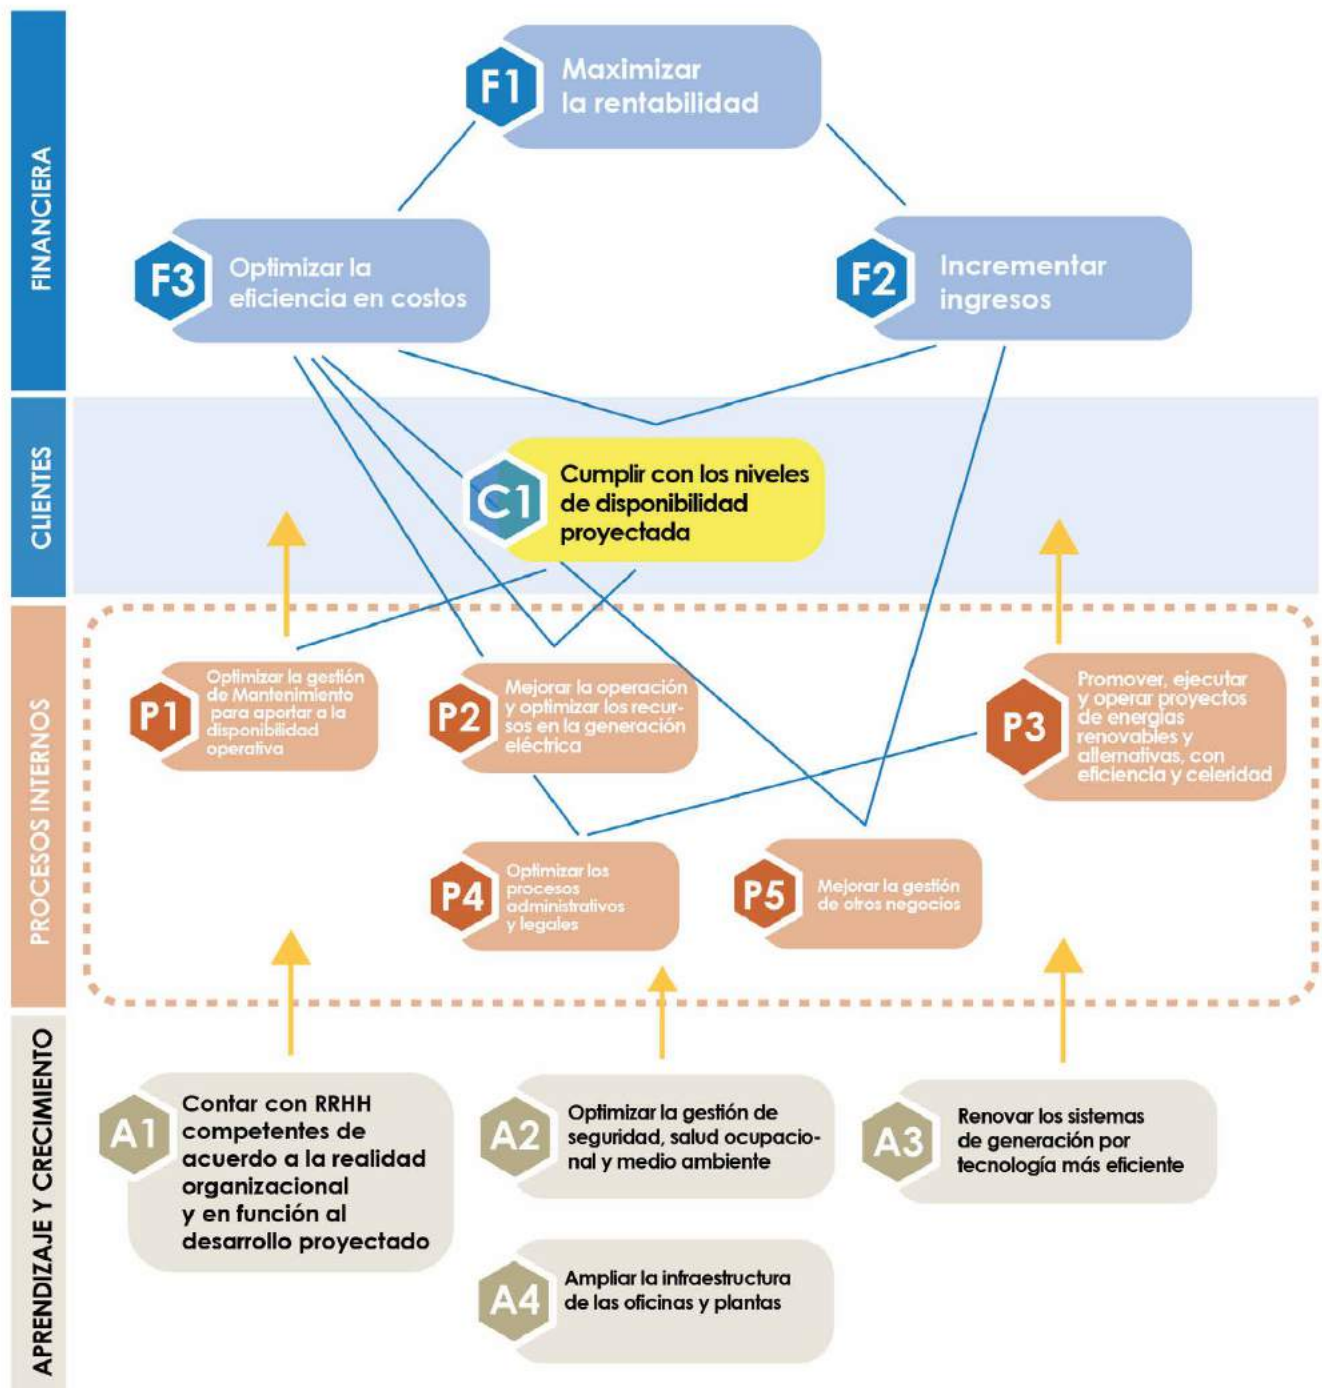 FINANCIERA
F1
Maximizar
la rentabilidad
F3
Optimizar la
eficiencia en costos
F2
Incrementar
ingresos
CLIENTES
C1
Cumplir con los niveles
de disponibilidad
proyectada
PROCESOS INTERNOS
P1
Optimizar la gestión
de Mantenimiento
para aportar a la
disponibilidad
operativa
P2
Mejorar la operación
y optimizar los recur-
sos en la generación
eléctrica
P3
Promover, ejecutar
y operar proyectos
de energías
renovables y
alternativas, con
eficiencia y celeridad
P4
Optimizar los
procesos
administrativos
y legales
P5
Mejorar la gestión
de otros negocios
APRENDIZAJE Y CRECIMIENTO
A1
Contar con RRHH
competentes de
acuerdo a la realidad
organizacional
y en función al
desarrollo proyectado
A2
Optimizar la gestión de
seguridad, salud ocupacio-
nal y medio ambiente
A3
Renovar los sistemas
de generación por
tecnología más eficiente
A4
Ampliar la infraestructura
de las oficinas y plantas